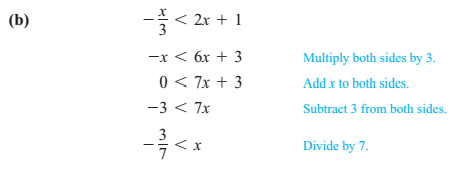 (b) −x/3 < 2x + 1
−x < 6x + 3 Multiply both sides by 3.
0 < 7x + 3 Add x to both sides.
−3 < 7x Subtract 3 from both sides.
−3/7 < x Divide by 7.